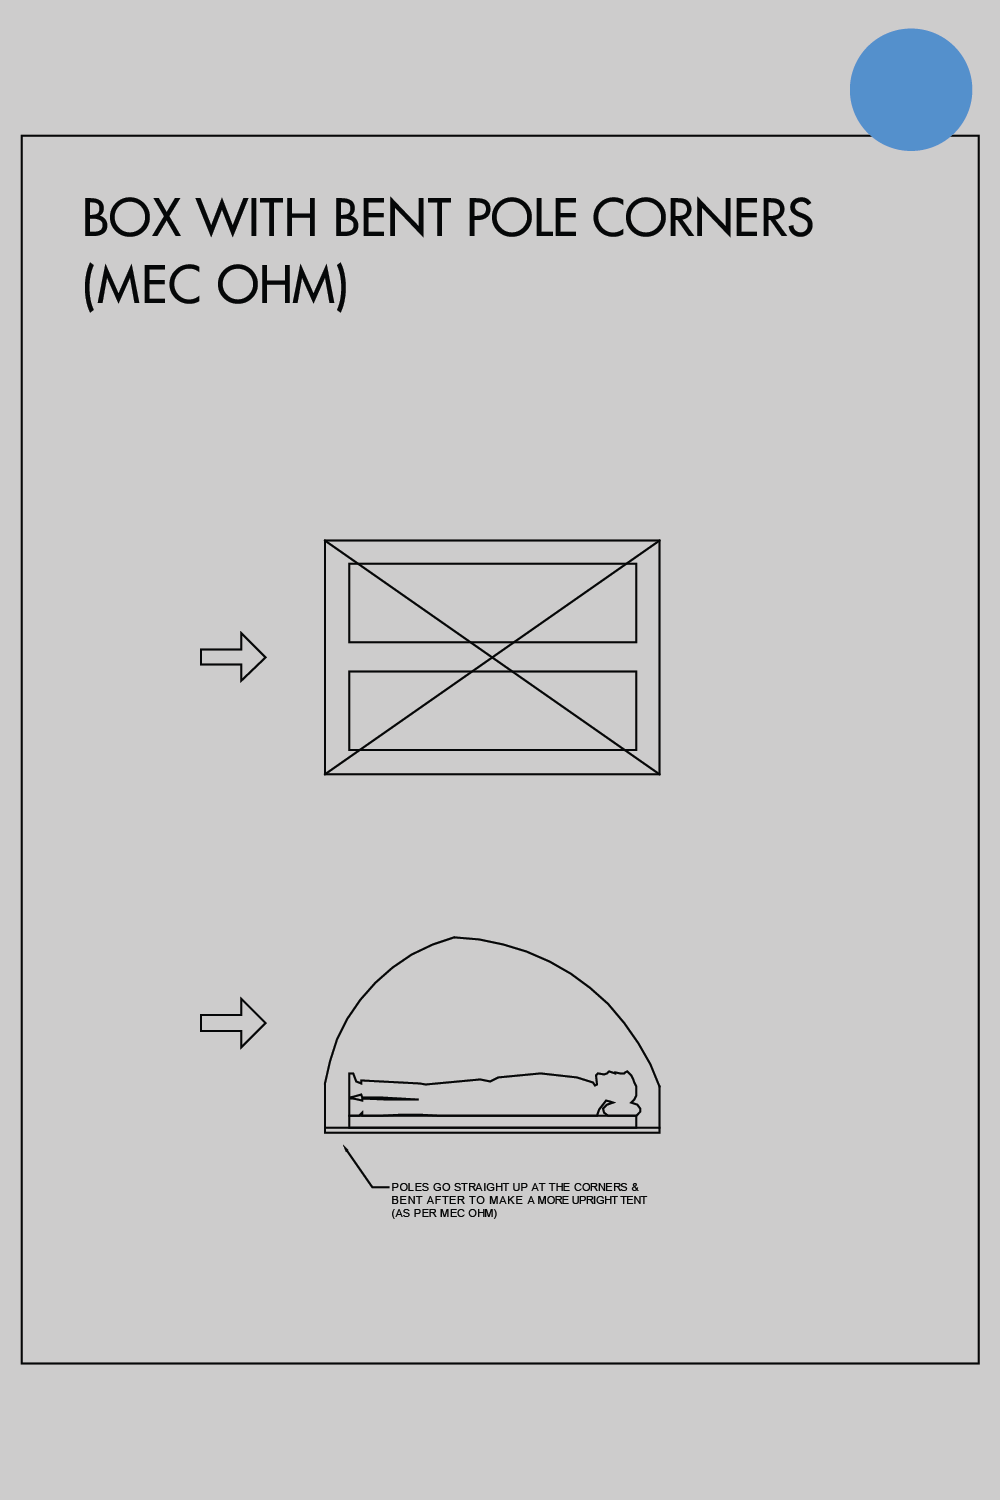 BOX WITH BENT POLE CORNERS
(MEC OHM)
POLES GO STRAIGHT UP AT THE CORNERS &
BENT AFTER TO MAKE A MORE UPRIGHT TENT
(AS PER MEC OHM)